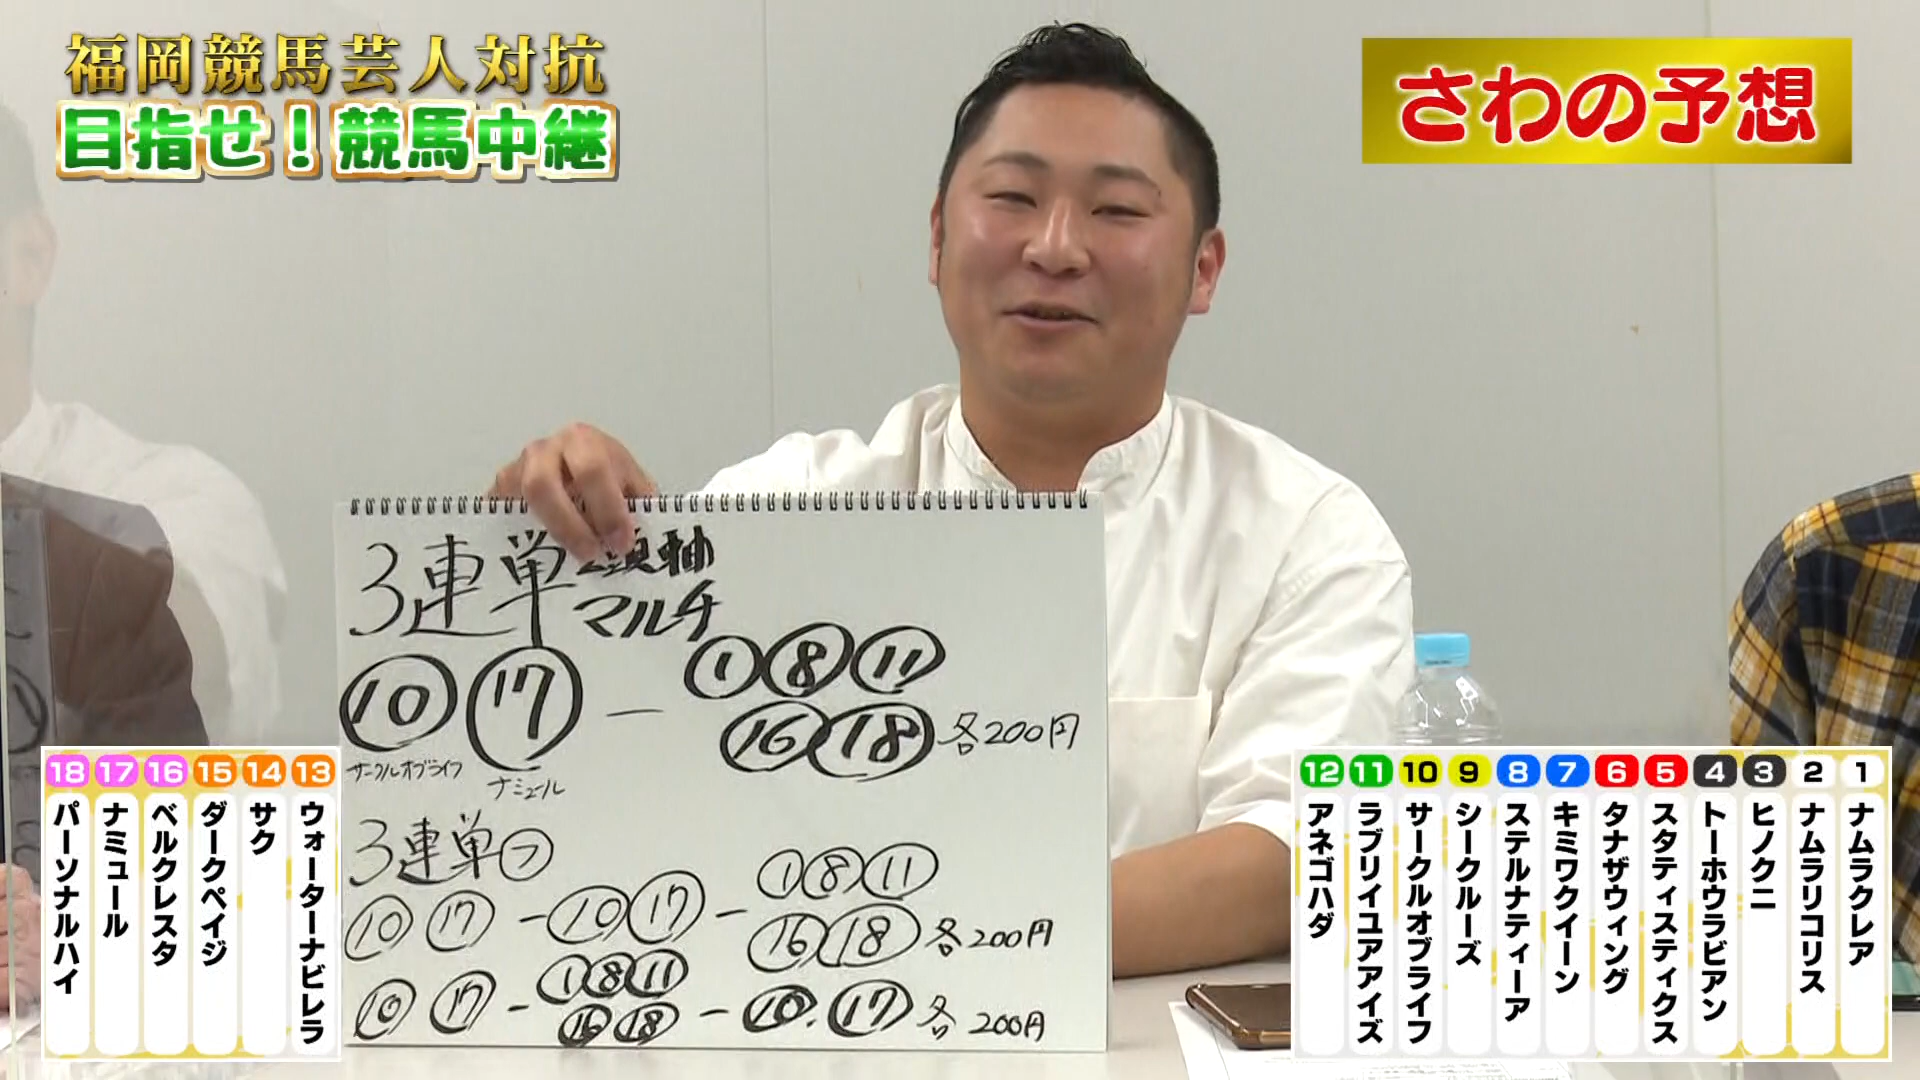 福岡競馬芸人対抗
目指せ！競馬中継
さわの予想
3連単 2頭軸
マルチ
⑩ ⑰ ー ① ⑧ ⑪
⑯ ⑱ 各200円
サークルオブライフ
ナミュール
3連単㋫
⑩ ⑰ ー ⑩ ⑰ ー ① ⑧ ⑪
⑯ ⑱ 各200円
⑩ ⑰ ー ① ⑧ ⑪
⑯ ⑱ ー ⑩.⑰ 各200円
18 パーソナルハイ
17 ナミュール
16 ベルクレスタ
15 ダークペイジ
14 サク
13 ウォーターナビレラ
12 アネゴハダ
11 ラブリイユアアイズ
10 サークルオブライフ
9 シークルーズ
8 ステルナティーア
7 キミワクイーン
6 タナザウィング
5 スタティスティクス
4 トーホウラビアン
3 ヒノクニ
2 ナムラリコリス
1 ナムラクレア